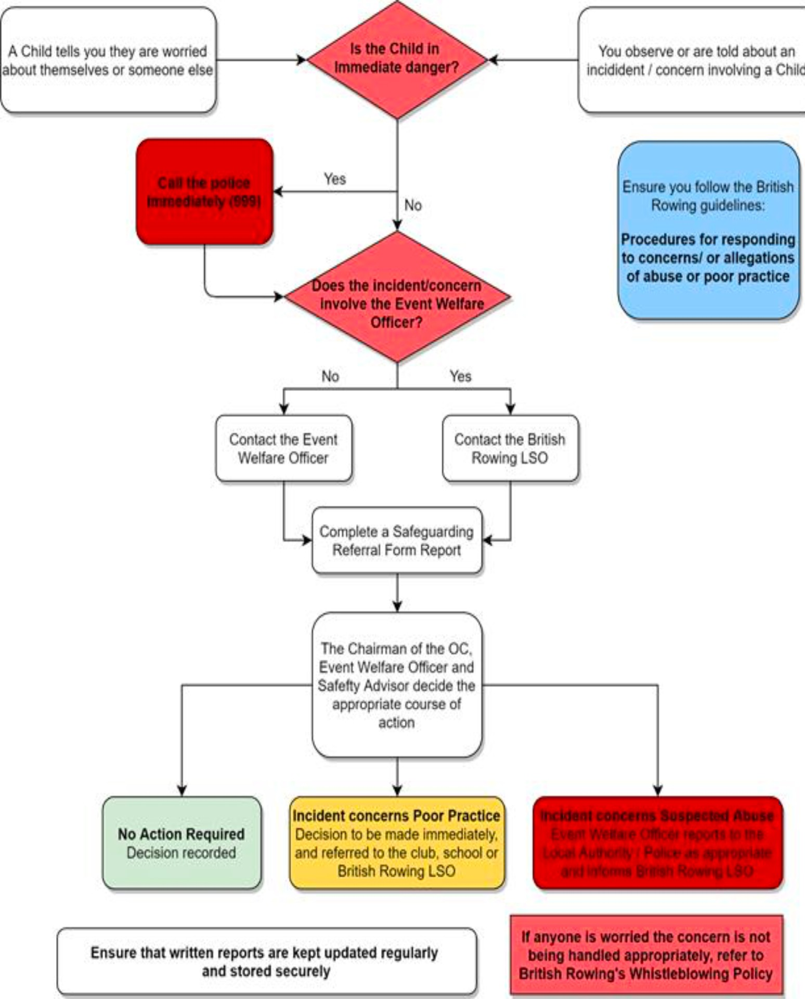 A Child tells you they are worried
about themselves or someone else
Is the Child in
Immediate danger?
You observe or are told about an
incidident / concern involving a Child
Call the police
immediately (999)
Yes
No
Ensure you follow the British
Rowing guidelines:
Procedures for responding
to concerns/ or allegations
of abuse or poor practice
Does the incident/concern
involve the Event Welfare
Officer?
No
Yes
Contact the Event
Welfare Officer
Contact the British
Rowing LSO
Complete a Safeguarding
Referral Form Report
The Chairman of the OC,
Event Welfare Officer and
Safefty Advisor decide the
appropriate course of
action
No Action Required
Decision recorded
Incident concerns Poor Practice
Decision to be made immediately,
and referred to the club, school or
British Rowing LSO
Incident concerns Suspected Abuse
Event Welfare Officer reports to the
Local Authority / Police as appropriate
and informs British Rowing LSO
Ensure that written reports are kept updated regularly
and stored securely
If anyone is worried the concern is not
being handled appropriately, refer to
British Rowing's Whistleblowing Policy